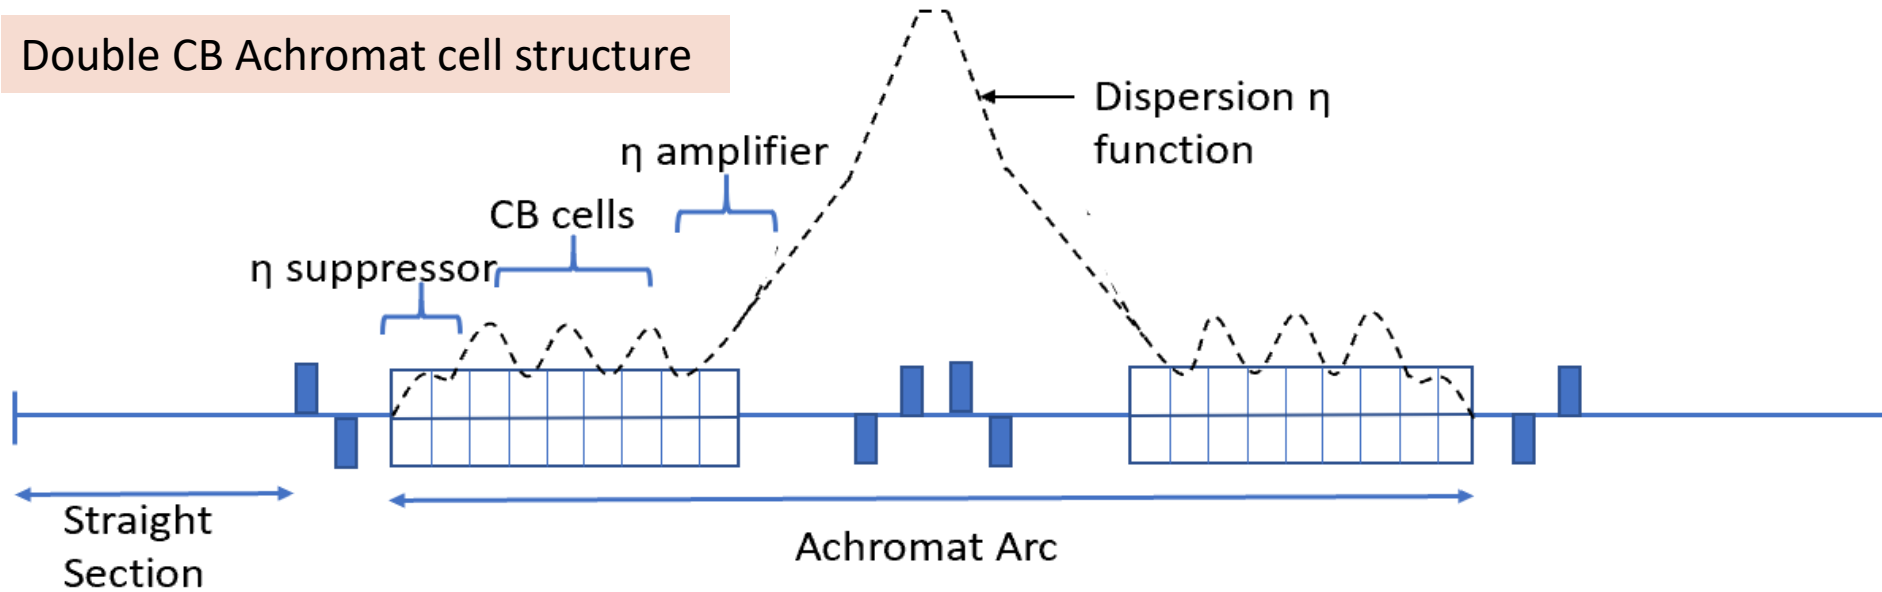 Double CB Achromat cell structure
Dispersion η
function
η amplifier
CB cells
η suppressor
Straight
Section
Achromat Arc